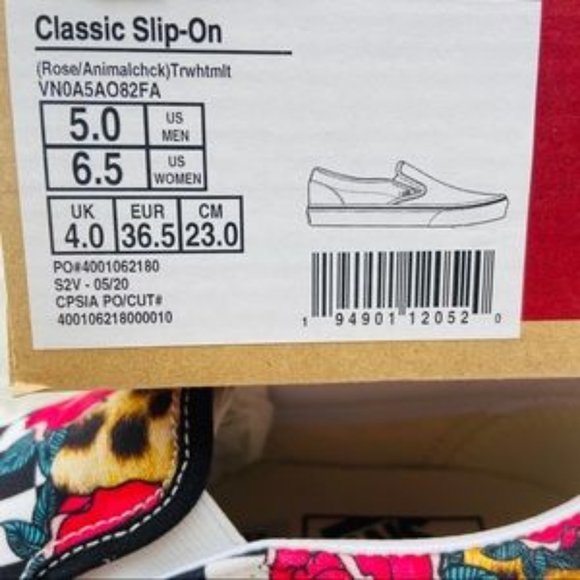 Classic Slip-On
(Rose/Animalchck)Trwhtmlt
VN0A5AO82FA
5.0 US MEN
6.5 US WOMEN
UK EUR CM
4.0 36.5 23.0
PO#4001062180
S2V - 05/20
CPSIA PO/CUT#
400106218000010
1 94901 12052 0